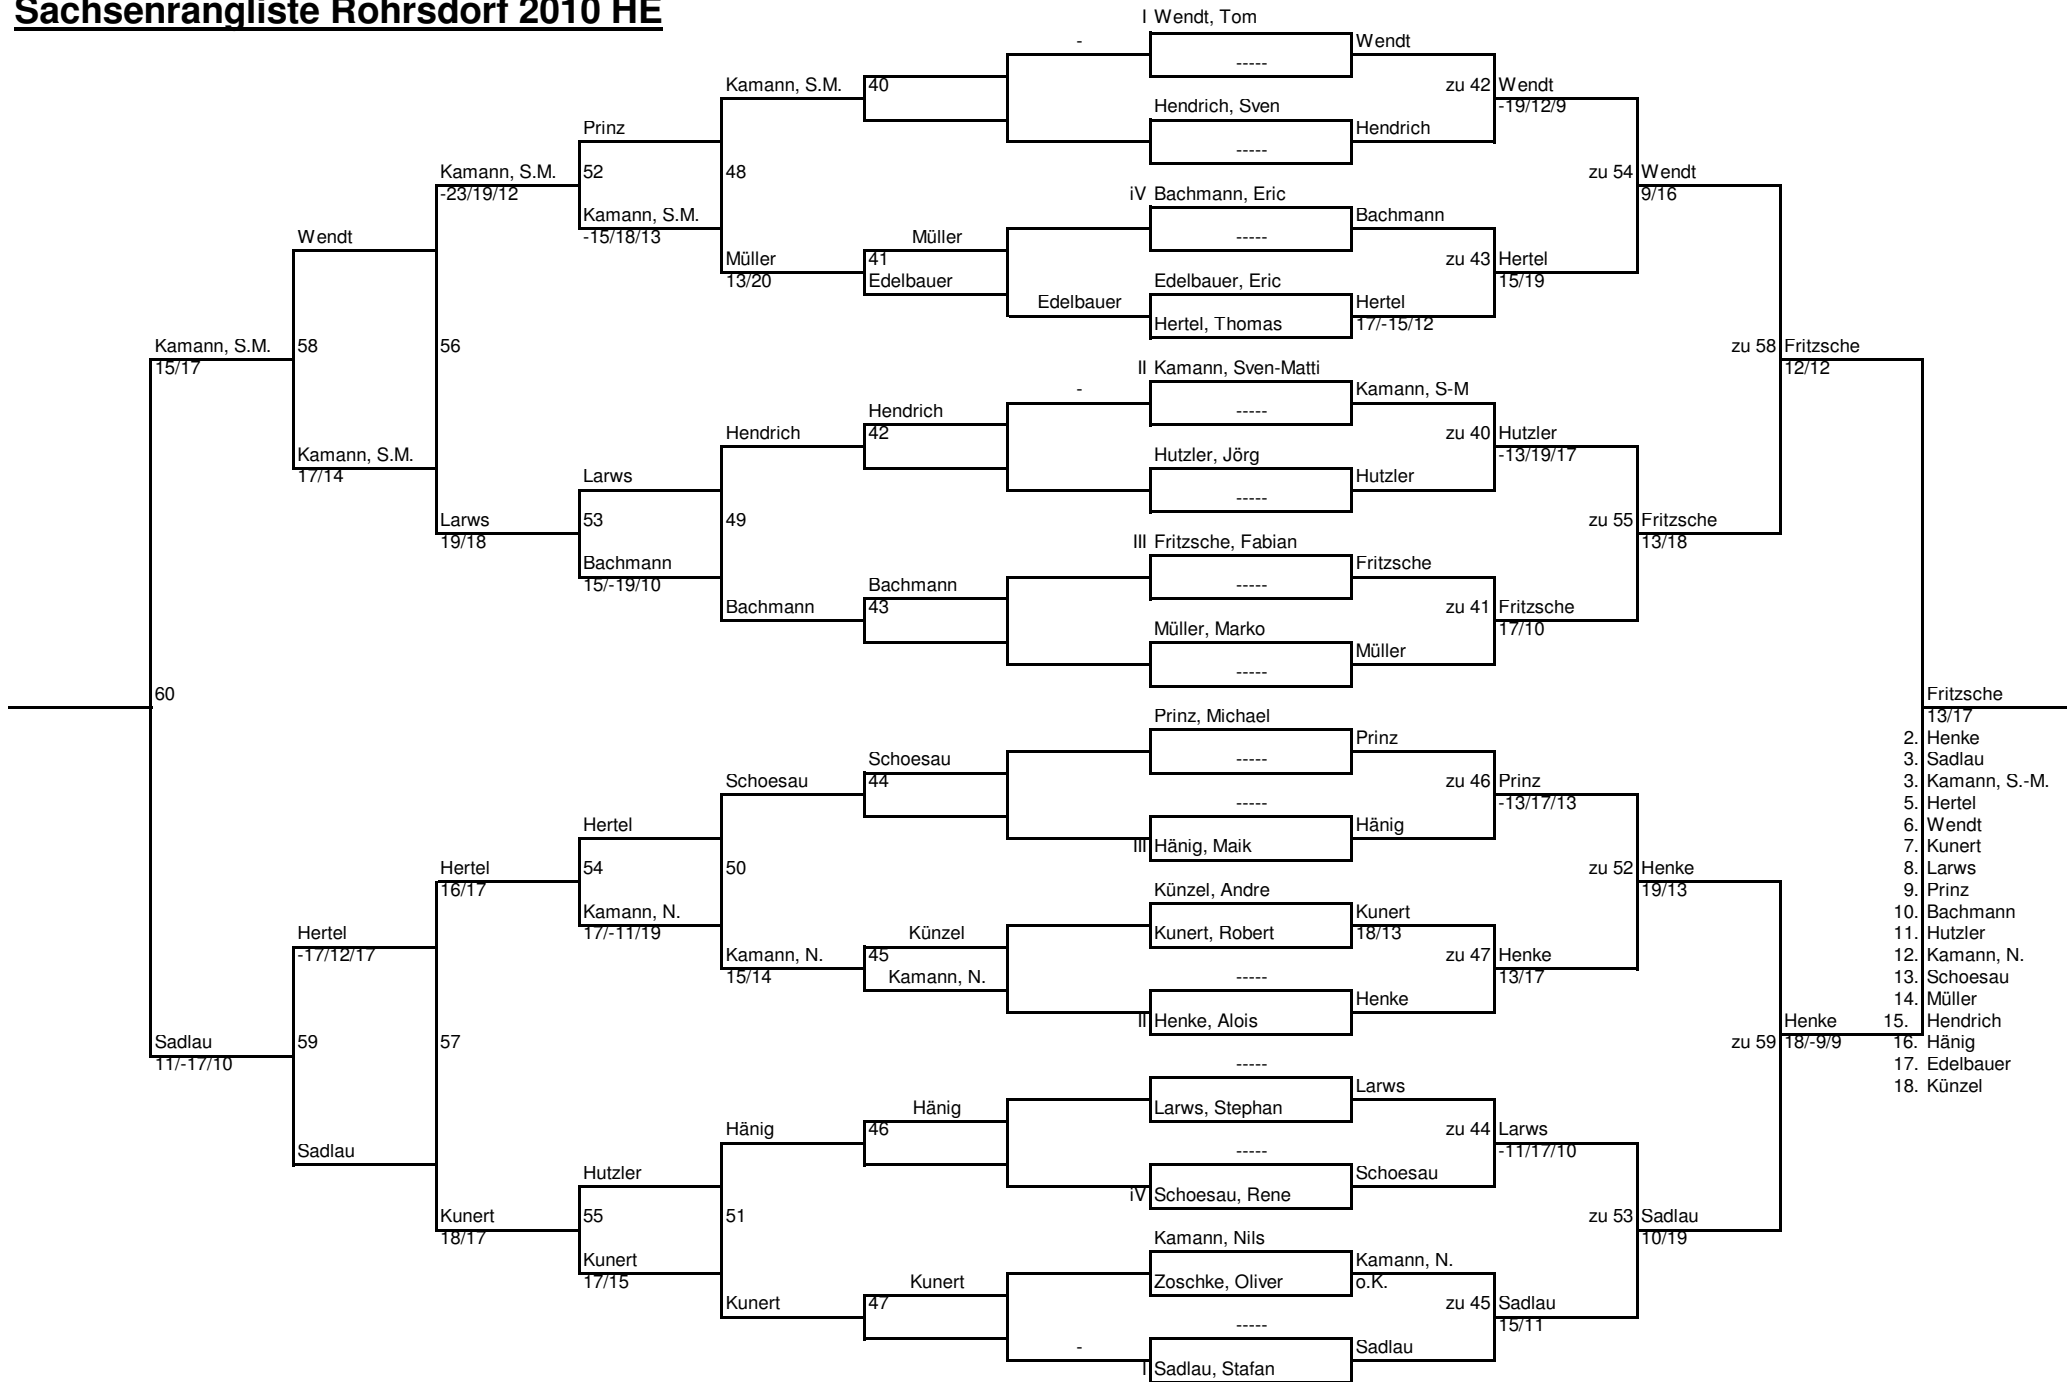 Sachsenrangliste Röhrsdorf 2010 HE
I Wendt, Tom
- Wendt
-----
Kamann, S.M. 40 zu 42 Wendt
Hendrich, Sven -19/12/9
Prinz Hendrich
-----
Kamann, S.M. 52 48 zu 54 Wendt
-23/19/12 iV Bachmann, Eric 9/16
Kamann, S.M. Bachmann
Wendt -15/18/13 Müller -----
Müller 41 zu 43 Hertel
13/20 Edelbauer Edelbauer, Eric 15/19
Edelbauer Hertel
Hertel, Thomas 17/-15/12
Kamann, S.M. 58 56 zu 58 Fritzsche
15/17 II Kamann, Sven-Matti 12/12
- Kamann, S-M
Hendrich -----
Hendrich 42 zu 40 Hutzler
Kamann, S.M. Hutzler, Jörg -13/19/17
17/14 Larws Hutzler
-----
Larws 53 49 zu 55 Fritzsche
19/18 III Fritzsche, Fabian 13/18
Bachmann Fritzsche
15/-19/10 Bachmann -----
Bachmann 43 zu 41 Fritzsche
Müller, Marko 17/10
Müller
-----
60 Fritzsche
Prinz, Michael 13/17
Prinz 2. Henke
Schoesau ----- 3. Sadlau
Schoesau 44 zu 46 Prinz 3. Kamann, S.-M.
----- -13/17/13 5. Hertel
Hertel Hänig 6. Wendt
III Hänig, Maik 7. Kunert
Hertel 54 50 zu 52 Henke 8. Larws
16/17 Künzel, Andre 19/13 9. Prinz
Kamann, N. Kunert 10. Bachmann
Hertel 17/-11/19 Künzel Kunert, Robert 18/13 11. Hutzler
-17/12/17 Kamann, N. 45 zu 47 Henke 12. Kamann, N.
15/14 Kamann, N. ----- 13/17 13. Schoesau
Henke 14. Müller
II Henke, Alois Henke 15. Hendrich
Sadlau 59 57 zu 59 18/-9/9 16. Hänig
11/-17/10 ----- 17. Edelbauer
Larws 18. Künzel
Hänig Larws, Stephan
Hänig 46 zu 44 Larws
Sadlau ----- -11/17/10
Hutzler Schoesau
iV Schoesau, Rene
Kunert 55 51 zu 53 Sadlau
18/17 Kamann, Nils 10/19
Kunert Kamann, N.
17/15 Kunert Zoschke, Oliver o.K.
Kunert 47 zu 45 Sadlau
----- 15/11
- Sadlau
I Sadlau, Stafan